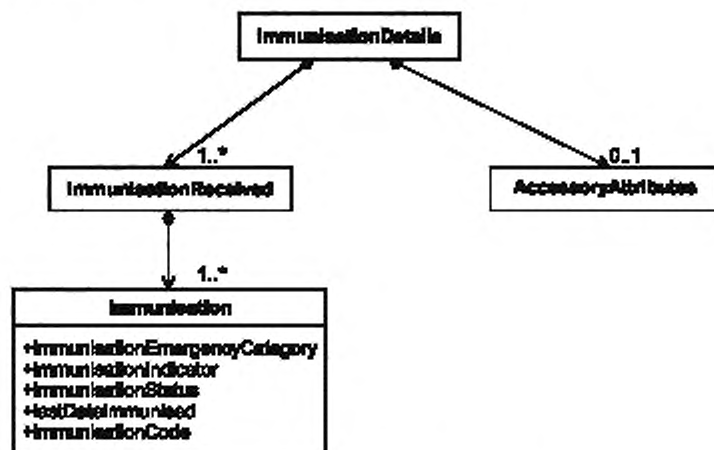 ImmunisationDetails
1..*
0..1
ImmunisationReceived
AccessoryAttributes
1..*
Immunisation
+ImmunisationEmergencyCategory
+ImmunisationIndicator
+ImmunisationStatus
+lastDateImmunised
+ImmunisationCode